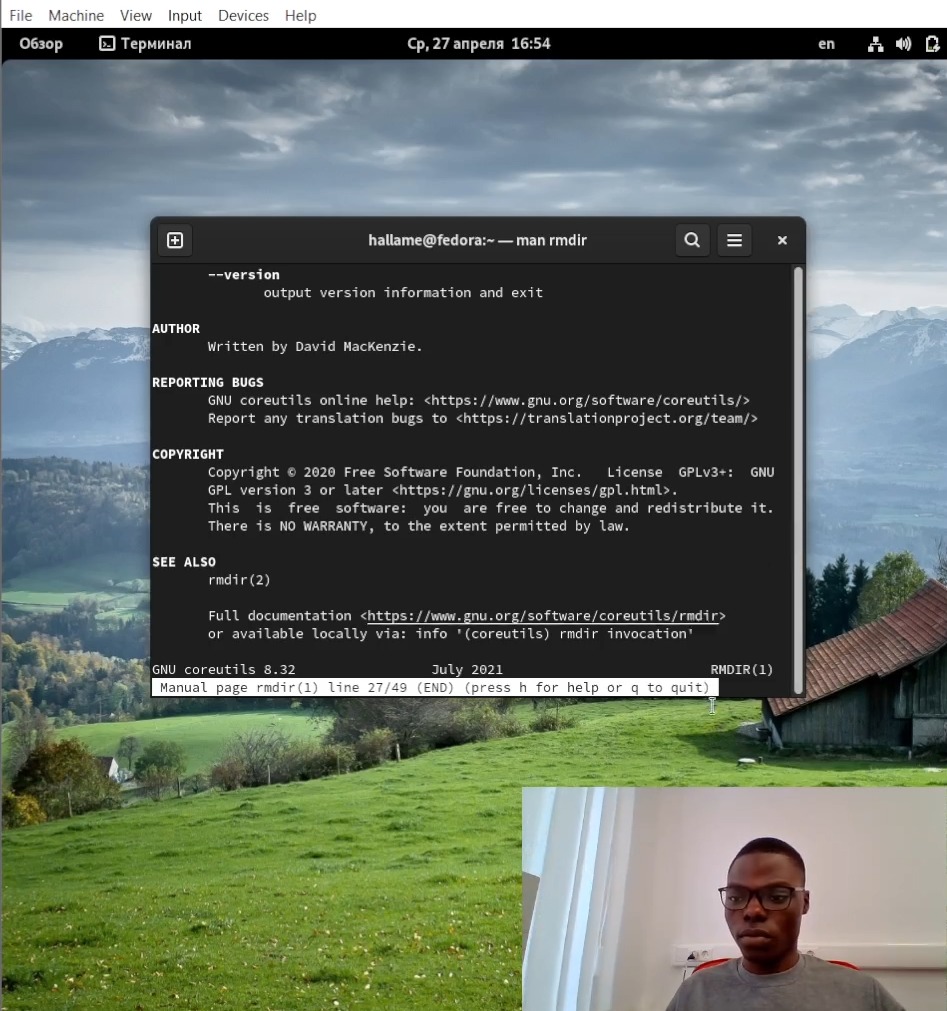 File Machine View Input Devices Help
Обзор Терминал Ср, 27 апреля 16:54 en
hallame@fedora:~ — man rmdir
--version
output version information and exit
AUTHOR
Written by David MacKenzie.
REPORTING BUGS
GNU coreutils online help: <https://www.gnu.org/software/coreutils/>
Report any translation bugs to <https://translationproject.org/team/>
COPYRIGHT
Copyright © 2020 Free Software Foundation, Inc. License GPLv3+: GNU
GPL version 3 or later <https://gnu.org/licenses/gpl.html>.
This is free software: you are free to change and redistribute it.
There is NO WARRANTY, to the extent permitted by law.
SEE ALSO
rmdir(2)
Full documentation <https://www.gnu.org/software/coreutils/rmdir>
or available locally via: info '(coreutils) rmdir invocation'
GNU coreutils 8.32 July 2021 RMDIR(1)
Manual page rmdir(1) line 27/49 (END) (press h for help or q to quit)